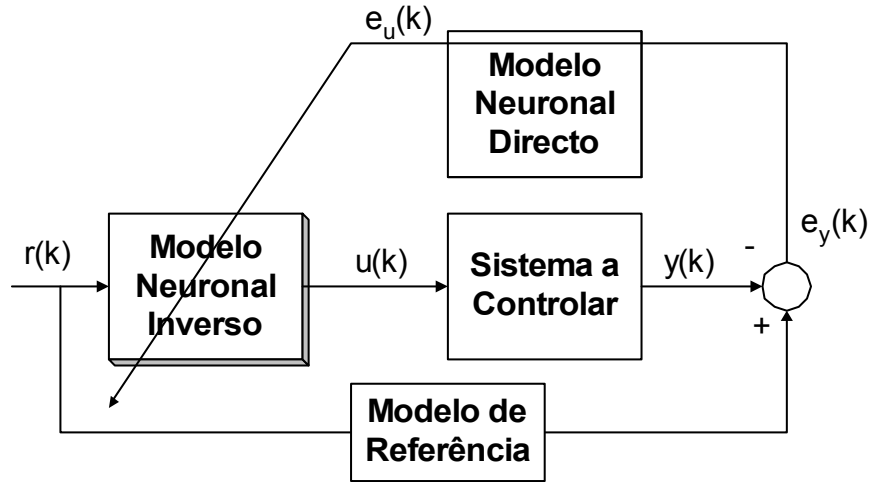 e_u(k)
Modelo
Neuronal
Directo
e_y(k)
r(k)
Modelo
Neuronal
Inverso
u(k)
Sistema a
Controlar
y(k)
-
+
Modelo de
Referência